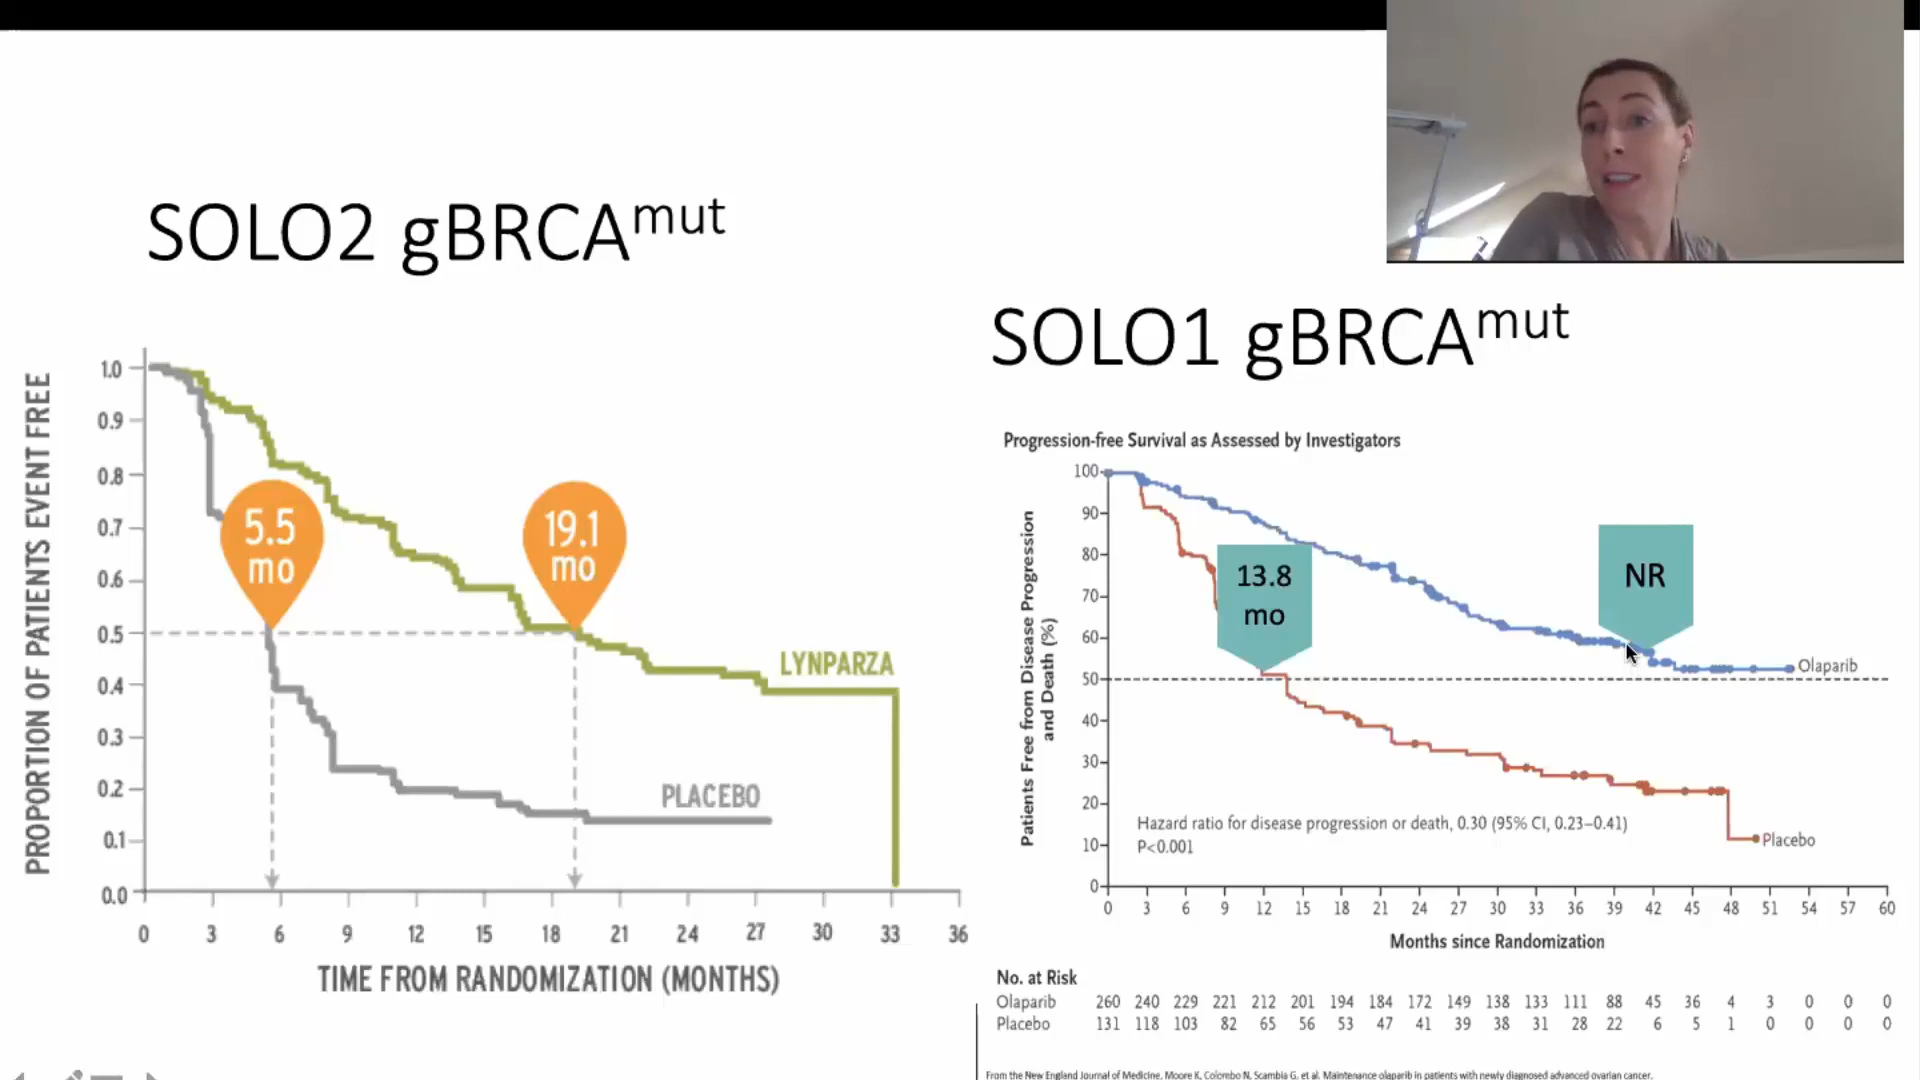 SOLO2 gBRCAmut
PROPORTION OF PATIENTS EVENT FREE
1.0
0.9
0.8
0.7
0.6
0.5
0.4
0.3
0.2
0.1
0.0
5.5
mo
19.1
mo
LYNPARZA
PLACEBO
0 3 6 9 12 15 18 21 24 27 30 33 36
TIME FROM RANDOMIZATION (MONTHS)
SOLO1 gBRCAmut
Progression-free Survival as Assessed by Investigators
Patients Free from Disease Progression
and Death (%)
100
90
80
70
60
50
40
30
20
10
0
13.8
mo
NR
Olaparib
Placebo
Hazard ratio for disease progression or death, 0.30 (95% CI, 0.23–0.41)
P<0.001
0 3 6 9 12 15 18 21 24 27 30 33 36 39 42 45 48 51 54 57 60
Months since Randomization
No. at Risk
Olaparib 260 240 229 221 212 201 194 184 172 149 138 133 111 88 45 36 4 3 0 0 0
Placebo 131 118 103 82 65 56 53 47 41 39 38 31 28 22 6 5 1 0 0 0 0
From the New England Journal of Medicine, Moore K, Colombo N, Scambia G, et al. Maintenance olaparib in patients with newly diagnosed advanced ovarian cancer.